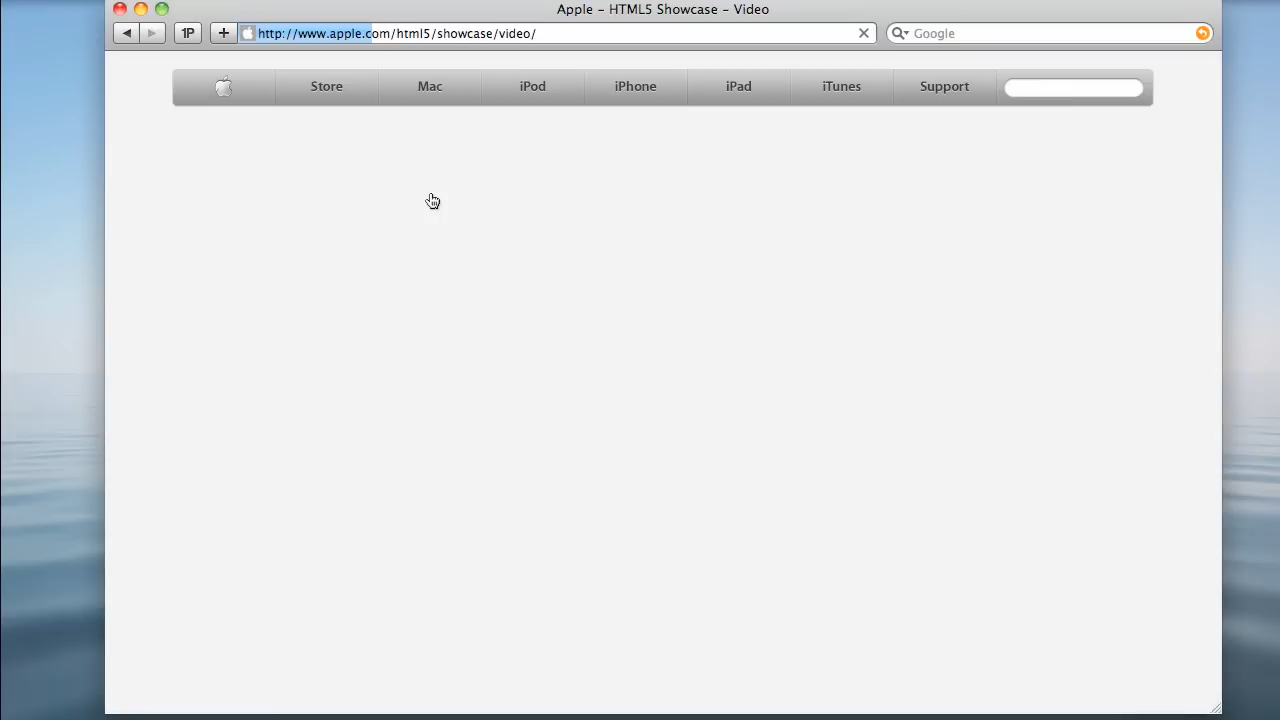 Apple – HTML5 Showcase – Video
1P
+
http://www.apple.com/html5/showcase/video/
Google
Store
Mac
iPod
iPhone
iPad
iTunes
Support